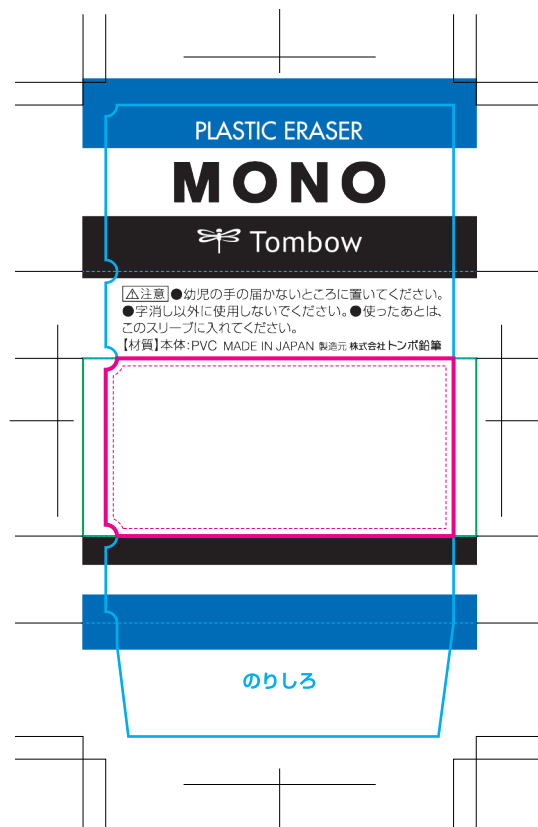 PLASTIC ERASER
MONO
Tombow
⚠注意 ●幼児の手の届かないところに置いてください。
●字消し以外に使用しないでください。●使ったあとは、
このスリーブに入れてください。
【材質】本体:PVC MADE IN JAPAN 製造元 株式会社トンボ鉛筆
のりしろ